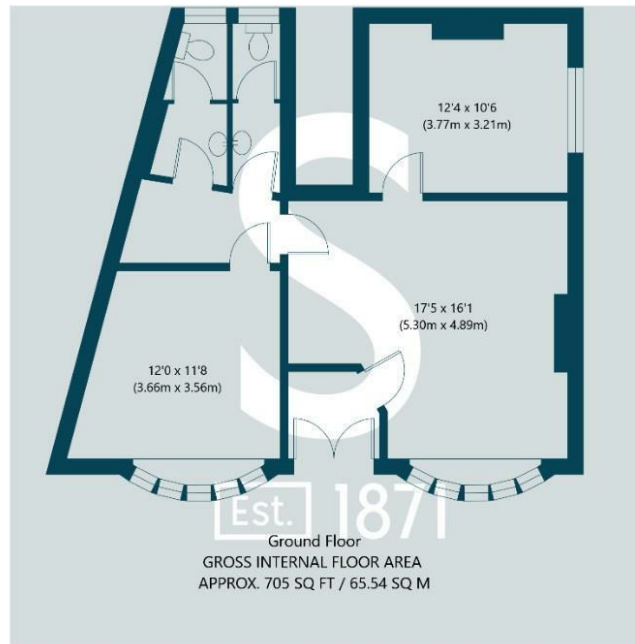 12'4 x 10'6
(3.77m x 3.21m)
17'5 x 16'1
(5.30m x 4.89m)
12'0 x 11'8
(3.66m x 3.56m)
S
Est. 1871
Ground Floor
GROSS INTERNAL FLOOR AREA
APPROX. 705 SQ FT / 65.54 SQ M